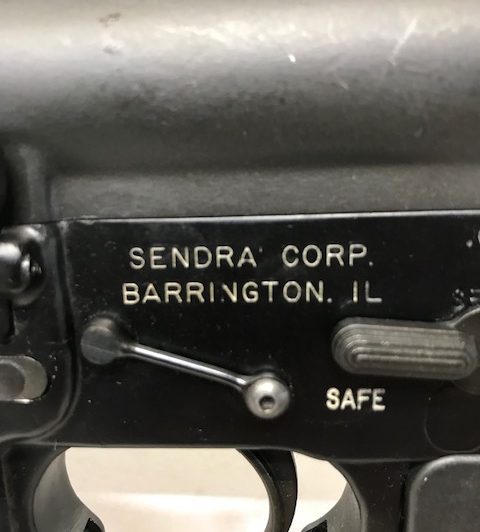 SENDRA CORP.
BARRINGTON. IL
SAFE